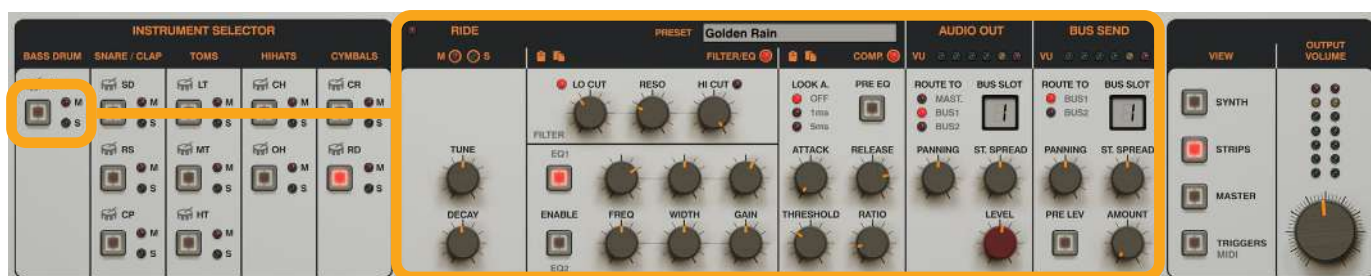 INSTRUMENT SELECTOR
BASS DRUM
SNARE / CLAP
TOMS
HIHATS
CYMBALS
M
S
SD
M
S
LT
M
S
CH
M
S
CR
M
S
RS
M
S
MT
M
S
OH
M
S
RD
M
S
CP
M
S
HT
M
S
RIDE
M S
PRESET Golden Rain
FILTER/EQ
COMP.
LO CUT
RESO
HI CUT
FILTER
TUNE
DECAY
EQ1
ENABLE
EQ2
FREQ
WIDTH
GAIN
LOOK A.
OFF
1ms
5ms
PRE EQ
ATTACK
RELEASE
THRESHOLD
RATIO
AUDIO OUT
VU
ROUTE TO
MAST.
BUS1
BUS2
BUS SLOT
1
PANNING
ST. SPREAD
LEVEL
BUS SEND
VU
ROUTE TO
BUS1
BUS2
BUS SLOT
1
PANNING
ST. SPREAD
PRE LEV
AMOUNT
VIEW
SYNTH
STRIPS
MASTER
TRIGGERS
MIDI
OUTPUT
VOLUME